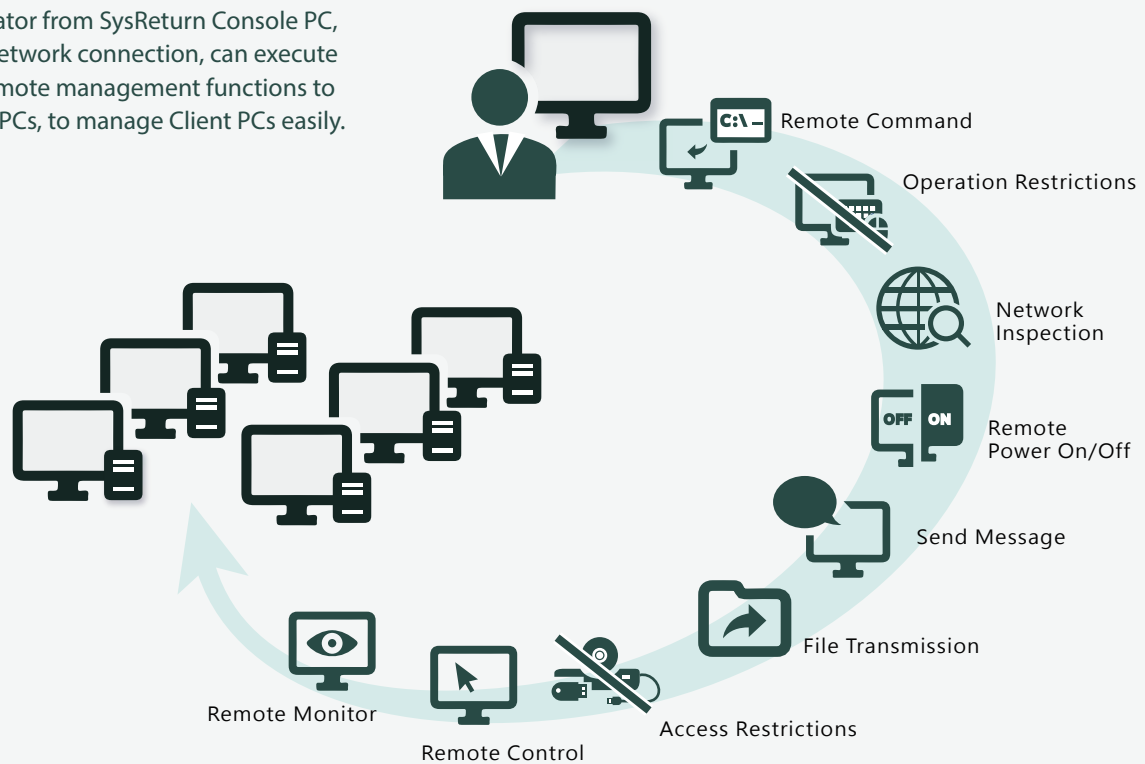 ator from SysReturn Console PC,
etwork connection, can execute
mote management functions to
PCs, to manage Client PCs easily.
C:\ _
Remote Command
Operation Restrictions
Network
Inspection
OFF ON
Remote
Power On/Off
Send Message
File Transmission
Access Restrictions
Remote Control
Remote Monitor